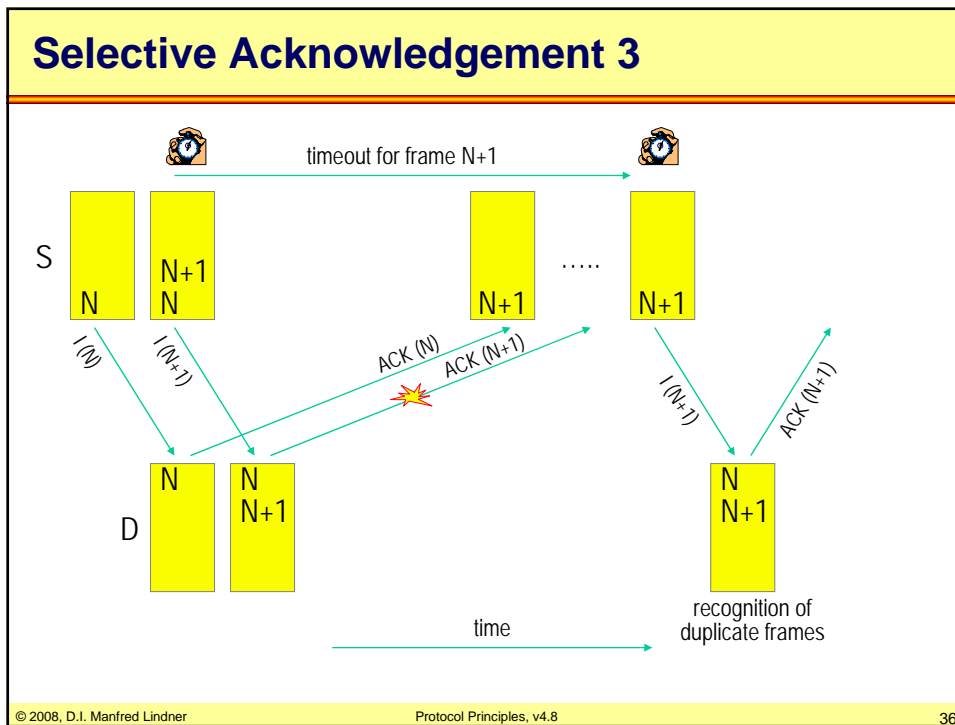 Selective Acknowledgement 3
timeout for frame N+1
S
N
N+1
N
N+1
.....
N+1
I (N)
I (N+1)
ACK (N)
ACK (N+1)
I (N+1)
ACK (N+1)
D
N
N
N+1
N
N+1
recognition of
duplicate frames
time
© 2008, D.I. Manfred Lindner
Protocol Principles, v4.8
36